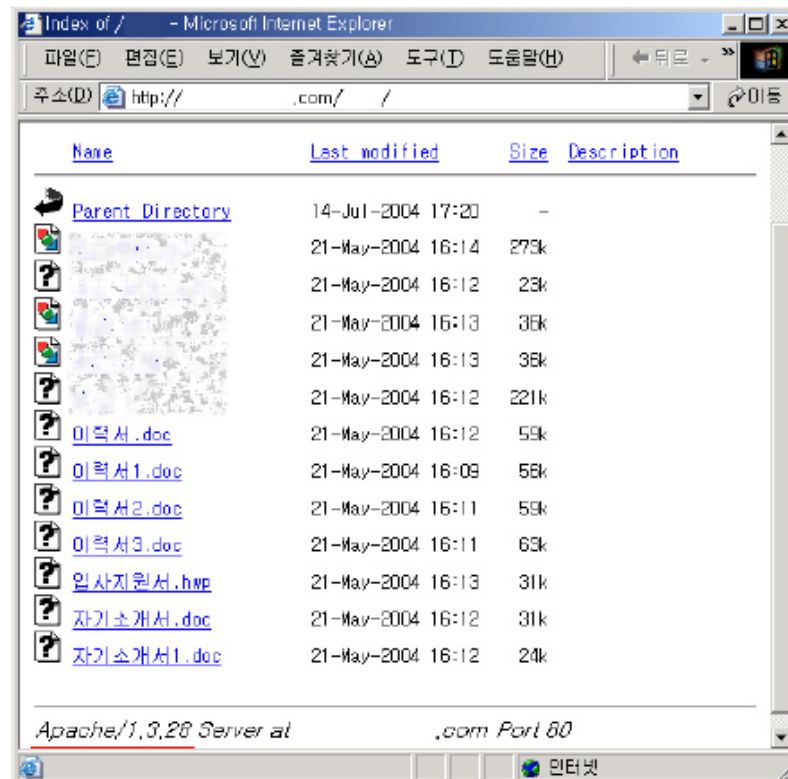 Index of / - Microsoft Internet Explorer
파일(F) 편집(E) 보기(V) 즐겨찾기(A) 도구(T) 도움말(H) 뒤로 »
주소(D) http:// .com/ / 이동
Name Last modified Size Description
Parent Directory 14-Jul-2004 17:20 -
21-May-2004 16:14 273k
21-May-2004 16:12 23k
21-May-2004 16:13 36k
21-May-2004 16:13 36k
21-May-2004 16:12 221k
이력서.doc 21-May-2004 16:12 59k
이력서1.doc 21-May-2004 16:09 56k
이력서2.doc 21-May-2004 16:11 59k
이력서3.doc 21-May-2004 16:11 63k
입사지원서.hwp 21-May-2004 16:13 31k
자기소개서.doc 21-May-2004 16:12 31k
자기소개서1.doc 21-May-2004 16:12 24k
Apache/1.3.28 Server at .com Port 80
인터넷